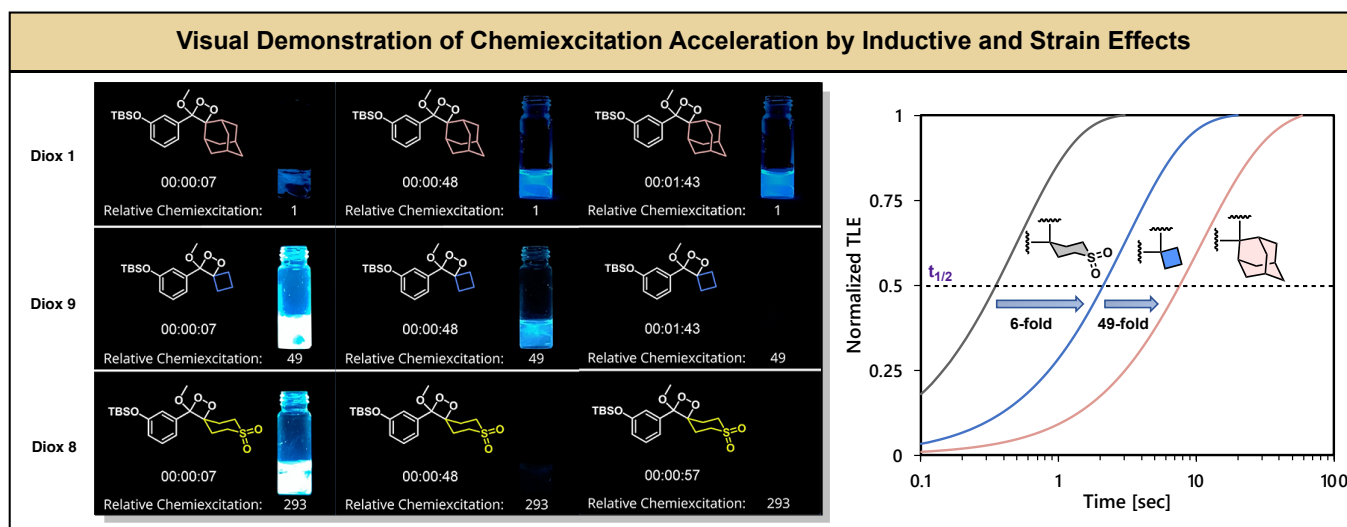 Visual Demonstration of Chemiexcitation Acceleration by Inductive and Strain Effects
Diox 1
TBSO
O
O
O
00:00:07
Relative Chemiexcitation: 1
TBSO
O
O
O
00:00:48
Relative Chemiexcitation: 1
TBSO
O
O
O
00:01:43
Relative Chemiexcitation: 1
Diox 9
TBSO
O
O
O
00:00:07
Relative Chemiexcitation: 49
TBSO
O
O
O
00:00:48
Relative Chemiexcitation: 49
TBSO
O
O
O
00:01:43
Relative Chemiexcitation: 49
Diox 8
TBSO
O
O
O
S
O
O
00:00:07
Relative Chemiexcitation: 293
TBSO
O
O
O
S
O
O
00:00:48
Relative Chemiexcitation: 293
TBSO
O
O
O
S
O
O
00:00:57
Relative Chemiexcitation: 293
Normalized TLE
1
0.75
0.5
0.25
0
t1/2
S
O
O
6-fold
49-fold
0.1
1
10
100
Time [sec]